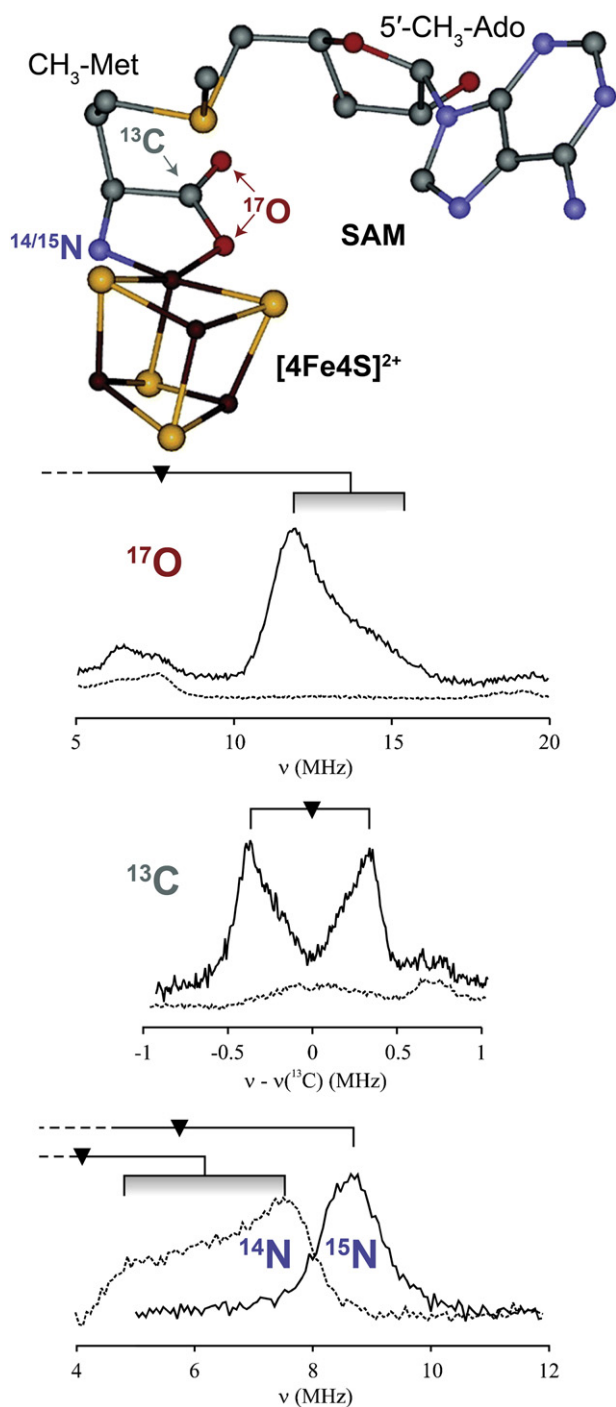 5′-CH₃-Ado
CH₃-Met
¹³C
¹⁷O
¹⁴/¹⁵N
SAM
[4Fe4S]²⁺
¹⁷O
5 10 15 20
ν (MHz)
¹³C
-1 -0.5 0 0.5 1
ν - ν(¹³C) (MHz)
¹⁴N ¹⁵N
4 6 8 10 12
ν (MHz)